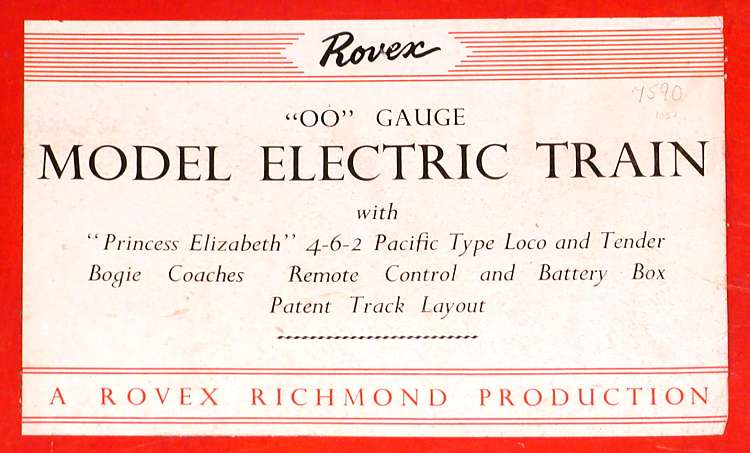 Rovex
"OO" GAUGE
MODEL ELECTRIC TRAIN
with
"Princess Elizabeth" 4-6-2 Pacific Type Loco and Tender
Bogie Coaches Remote Control and Battery Box
Patent Track Layout
A ROVEX RICHMOND PRODUCTION